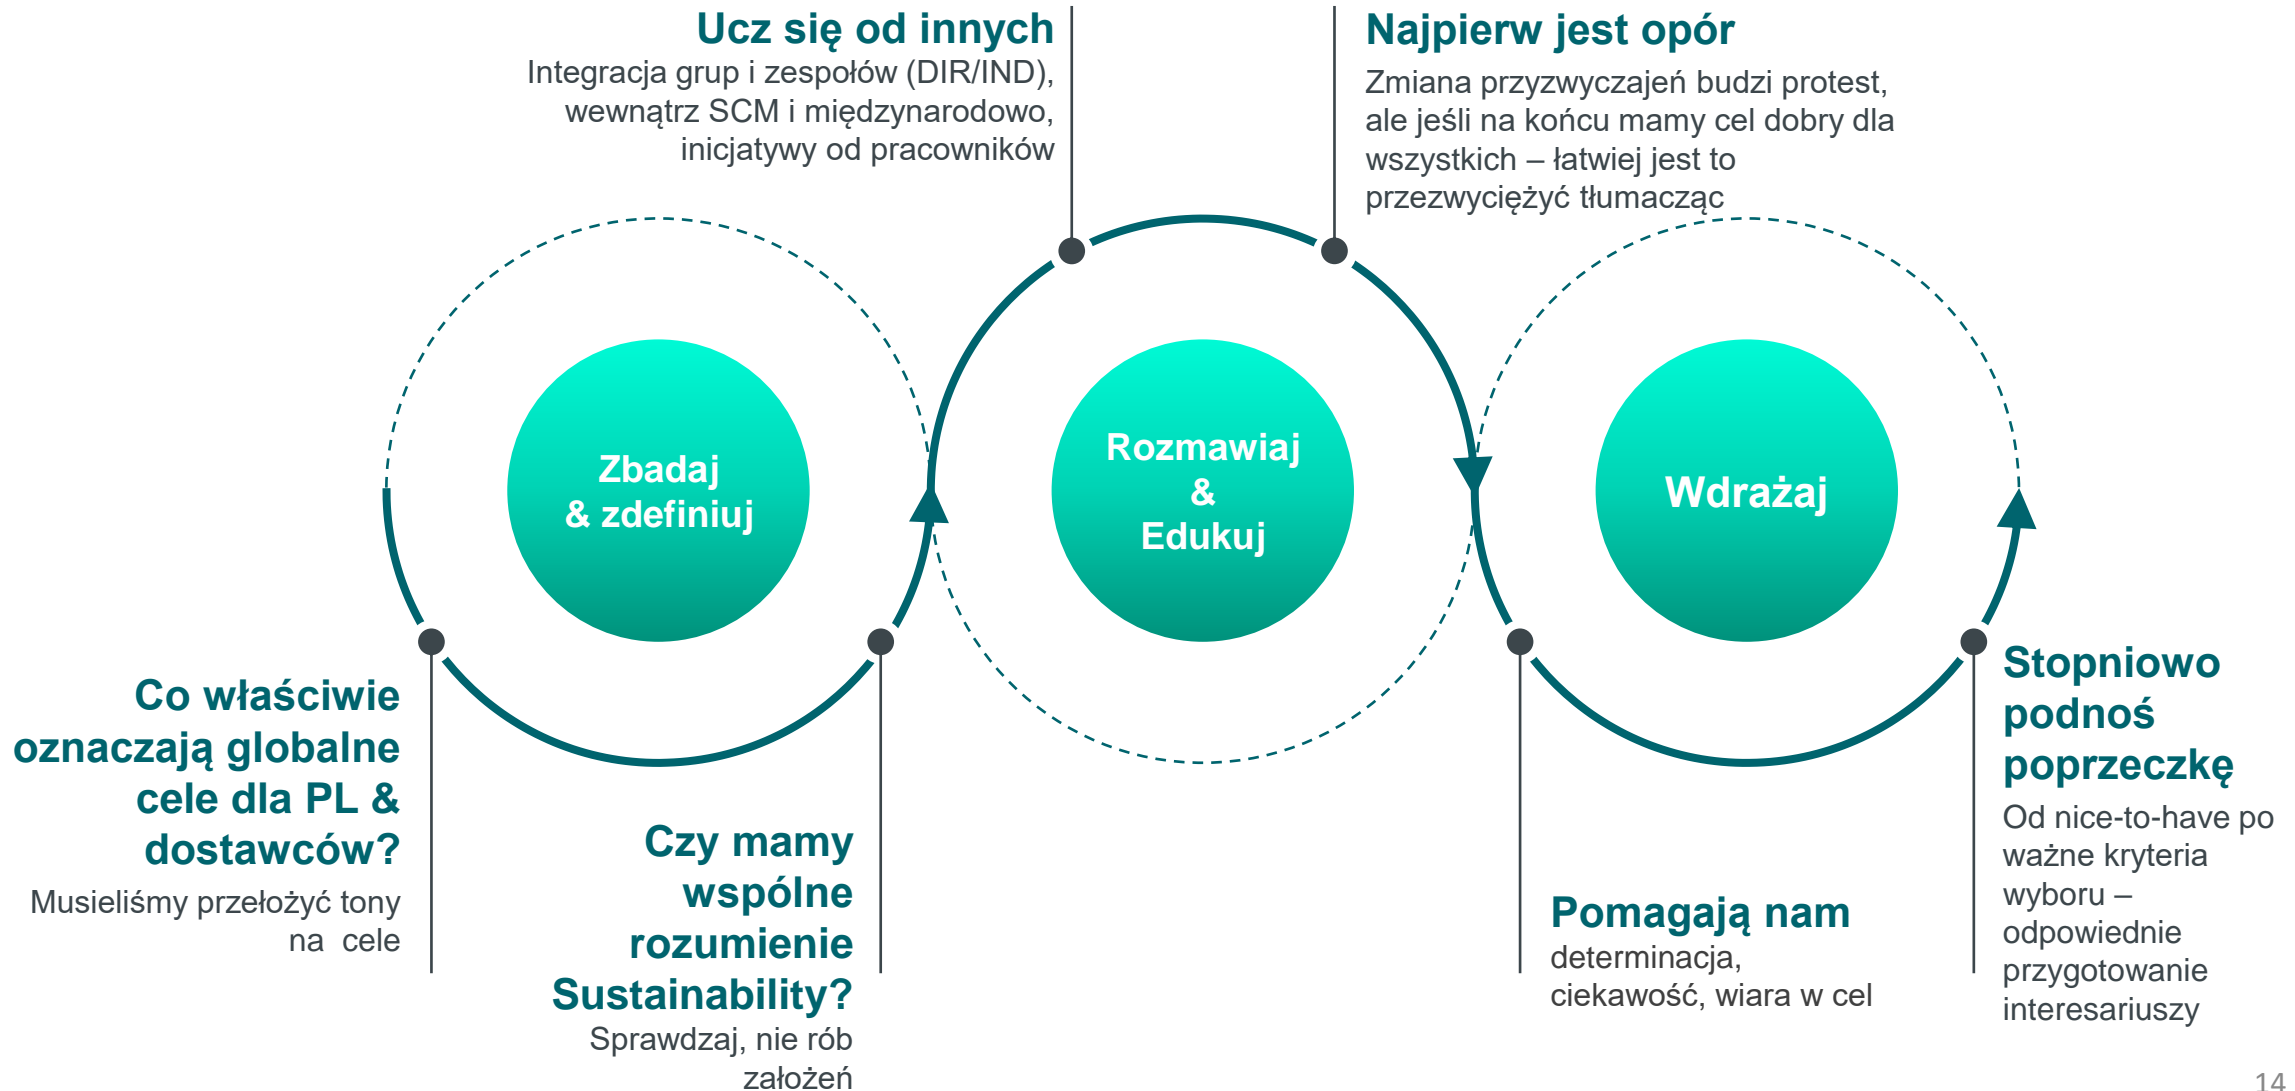 Ucz się od innych
Integracja grup i zespołów (DIR/IND),
wewnątrz SCM i międzynarodowo,
inicjatywy od pracowników
Najpierw jest opór
Zmiana przyzwyczajeń budzi protest,
ale jeśli na końcu mamy cel dobry dla
wszystkich – łatwiej jest to
przezwyciężyć tłumacząc
Zbadaj
& zdefiniuj
Rozmawiaj
&
Edukuj
Wdrażaj
Co właściwie
oznaczają globalne
cele dla PL &
dostawców?
Musieliśmy przełożyć tony
na  cele
Czy mamy
wspólne
rozumienie
Sustainability?
Sprawdzaj, nie rób
założeń
Pomagają nam
determinacja,
ciekawość, wiara w cel
Stopniowo
podnoś
poprzeczkę
Od nice-to-have po
ważne kryteria
wyboru –
odpowiednie
przygotowanie
interesariuszy
14